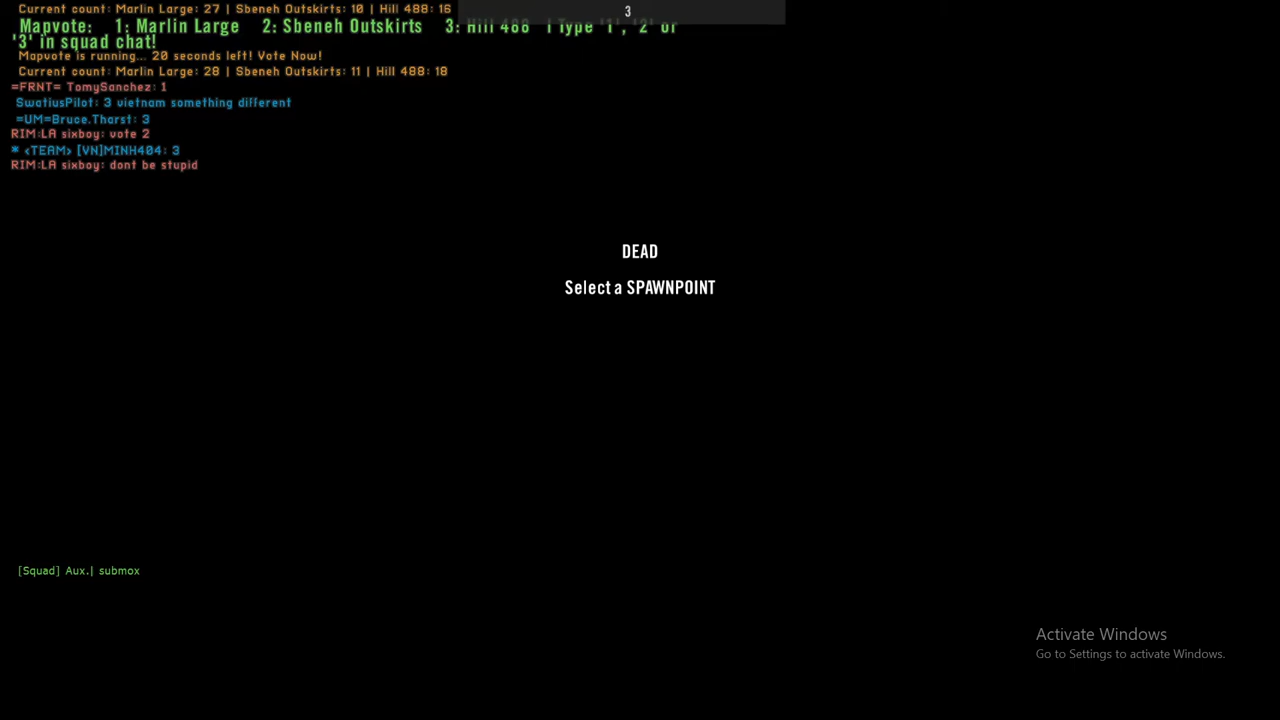 Current count: Marlin Large: 27 | Sbeneh Outskirts: 10 | Hill 488: 16
3
Mapvote: 1: Marlin Large 2: Sbeneh Outskirts 3: Hill 488 | Type '1', '2' or
'3' in squad chat!
Mapvote is running... 20 seconds left! Vote Now!
Current count: Marlin Large: 28 | Sbeneh Outskirts: 11 | Hill 488: 18
=FRNT= TomySanchez: 1
SwatiusPilot: 3 vietnam something different
=UM=Bruce.Tharst: 3
RIM:LA sixboy: vote 2
* <TEAM> [VN]MINH404: 3
RIM:LA sixboy: dont be stupid
DEAD
Select a SPAWNPOINT
[Squad] Aux.| submox
Activate Windows
Go to Settings to activate Windows.